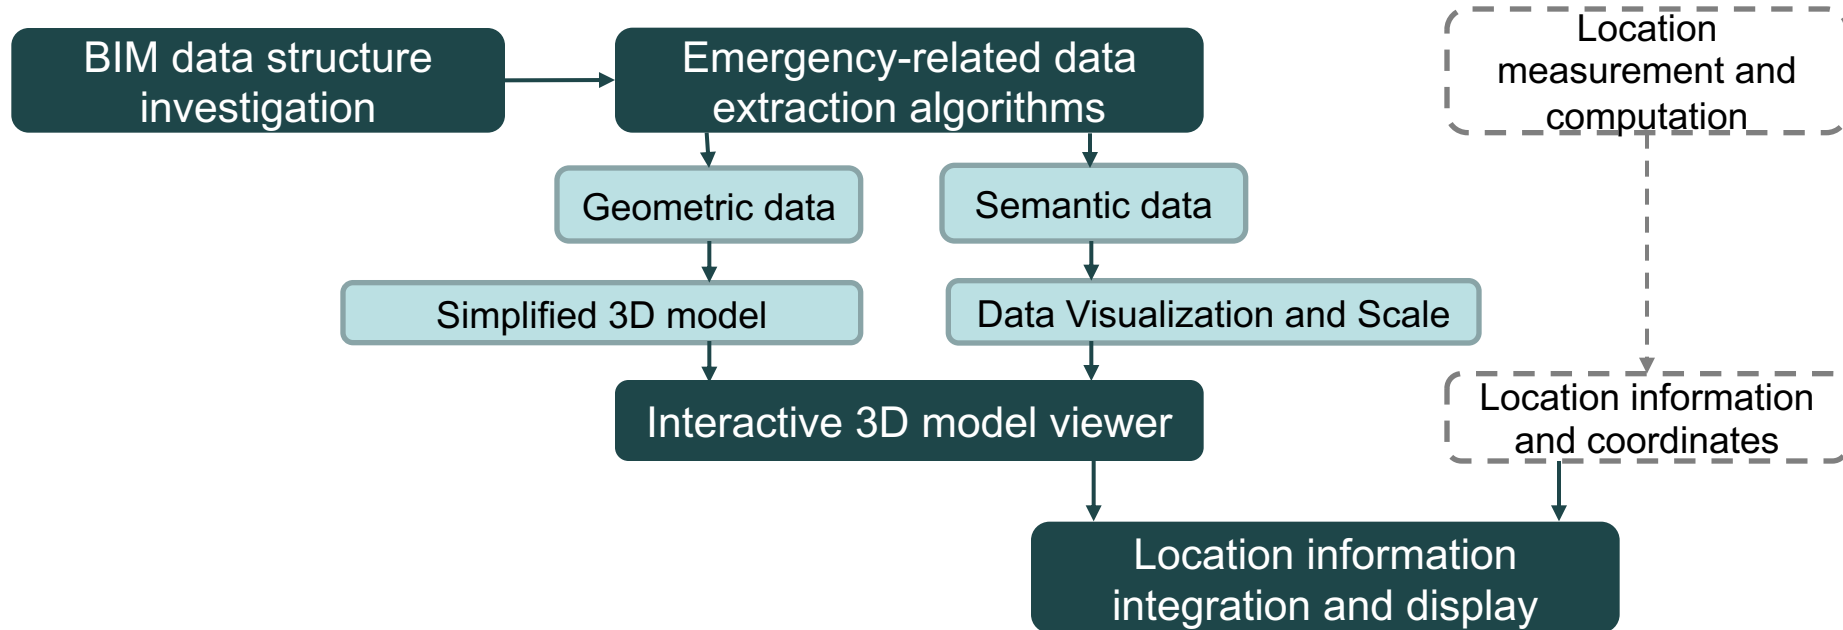 BIM data structure
investigation
Emergency-related data
extraction algorithms
Location
measurement and
computation
Geometric data
Semantic data
Simplified 3D model
Data Visualization and Scale
Interactive 3D model viewer
Location information
and coordinates
Location information
integration and display